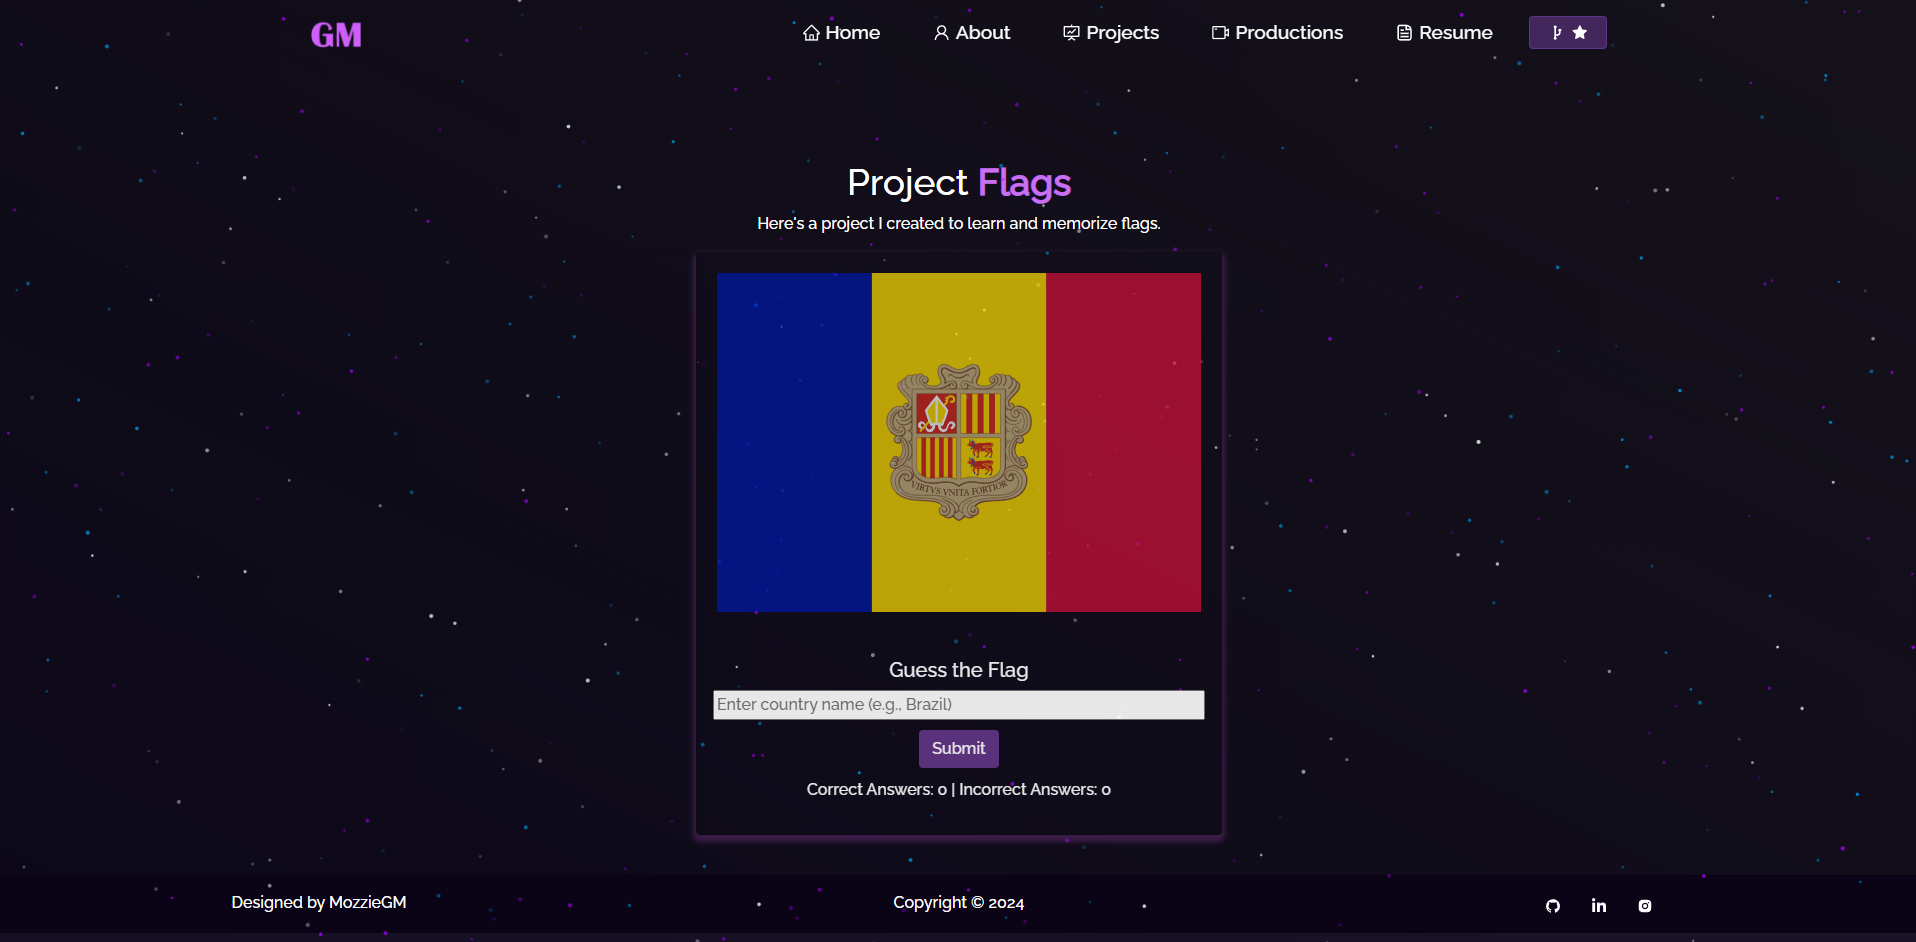 GM
Home
About
Projects
Productions
Resume
Project Flags
Here's a project I created to learn and memorize flags.
VIRTVS VNITA FORTIOR
Guess the Flag
Enter country name (e.g., Brazil)
Submit
Correct Answers: 0 | Incorrect Answers: 0
Designed by MozzieGM
Copyright © 2024